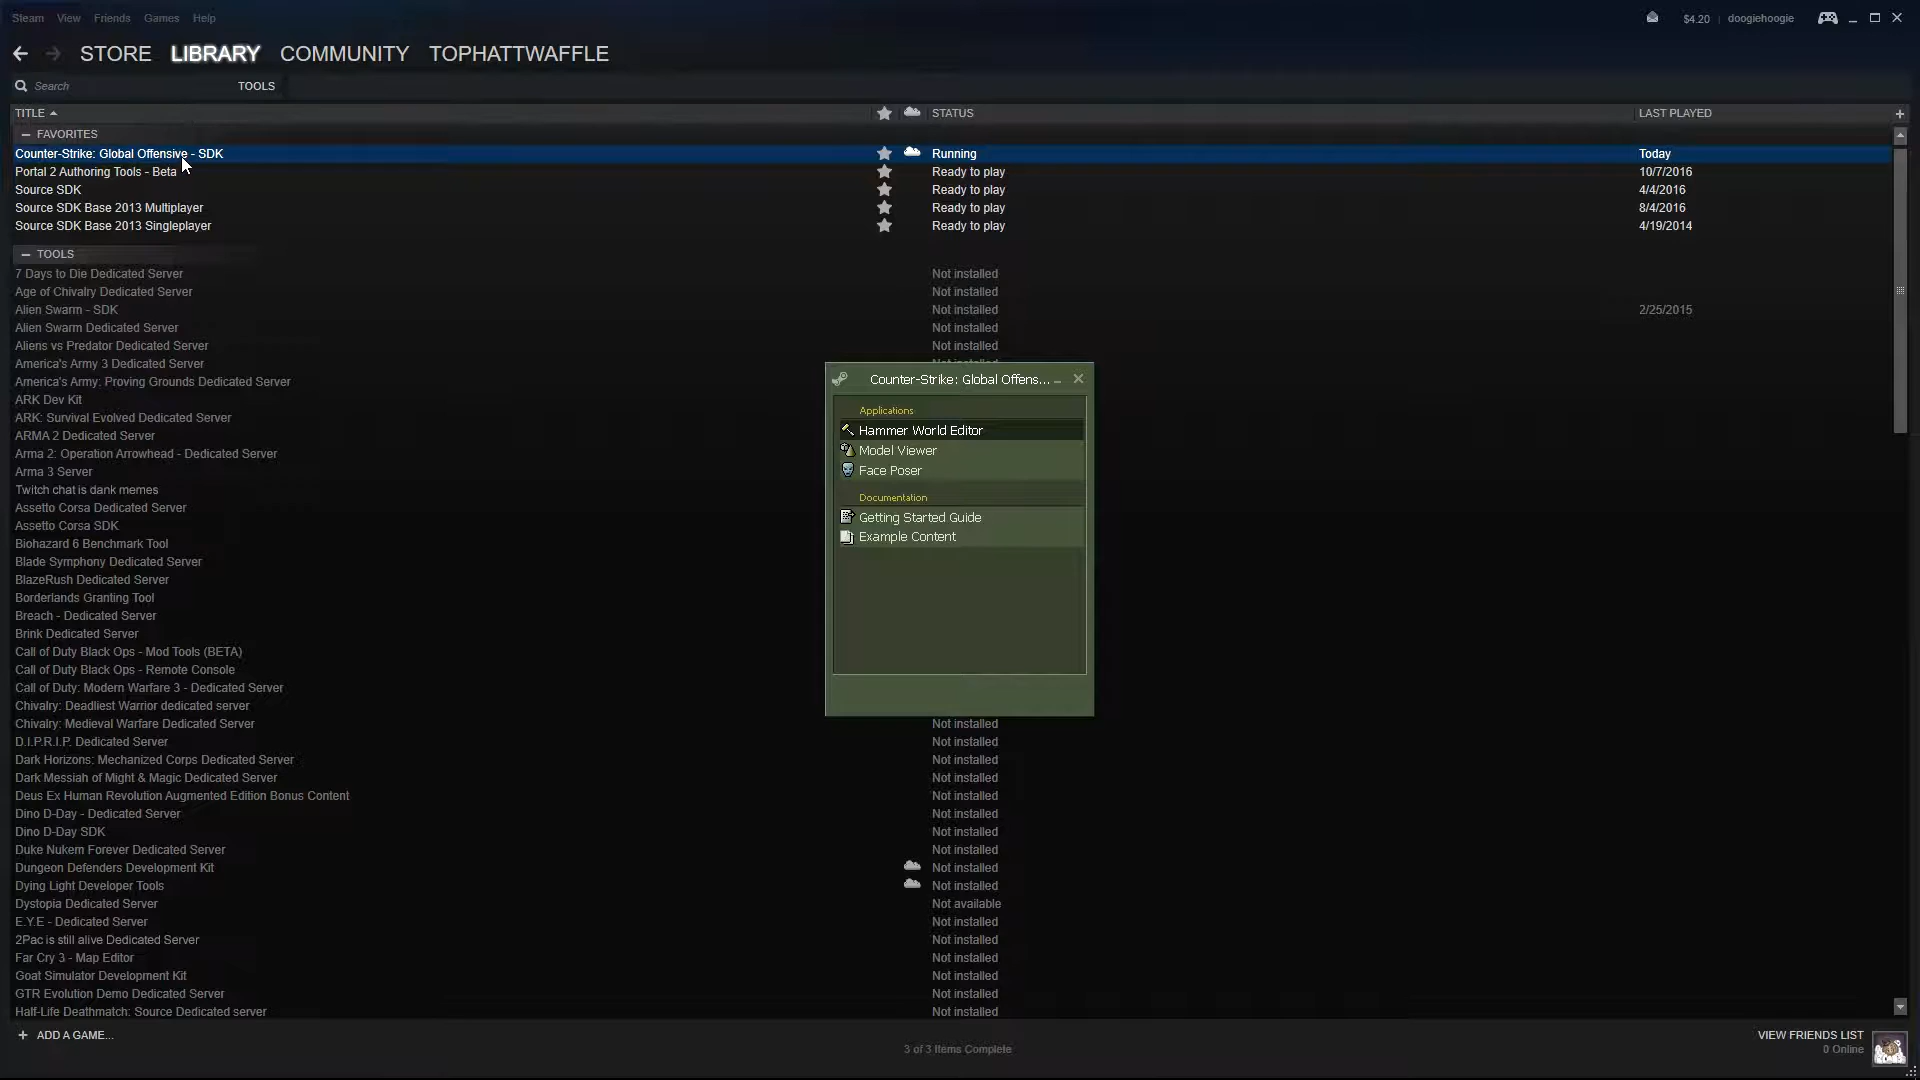 Steam View Friends Games Help
$4.20 | doogiehoogie
STORE LIBRARY COMMUNITY TOPHATTWAFFLE
Search TOOLS
TITLE STATUS LAST PLAYED
FAVORITES
Counter-Strike: Global Offensive - SDK Running Today
Portal 2 Authoring Tools - Beta Ready to play 10/7/2016
Source SDK Ready to play 4/4/2016
Source SDK Base 2013 Multiplayer Ready to play 8/4/2016
Source SDK Base 2013 Singleplayer Ready to play 4/19/2014
TOOLS
7 Days to Die Dedicated Server Not installed
Age of Chivalry Dedicated Server Not installed
Alien Swarm - SDK Not installed 2/25/2015
Alien Swarm Dedicated Server Not installed
Aliens vs Predator Dedicated Server Not installed
America's Army 3 Dedicated Server
America's Army: Proving Grounds Dedicated Server
ARK Dev Kit
ARK: Survival Evolved Dedicated Server
ARMA 2 Dedicated Server
Arma 2: Operation Arrowhead - Dedicated Server
Arma 3 Server
Twitch chat is dank memes
Assetto Corsa Dedicated Server
Assetto Corsa SDK
Biohazard 6 Benchmark Tool
Blade Symphony Dedicated Server
BlazeRush Dedicated Server
Borderlands Granting Tool
Breach - Dedicated Server
Brink Dedicated Server
Call of Duty Black Ops - Mod Tools (BETA)
Call of Duty Black Ops - Remote Console
Call of Duty: Modern Warfare 3 - Dedicated Server
Chivalry: Deadliest Warrior dedicated server
Counter-Strike: Global Offens...
Applications
Hammer World Editor
Model Viewer
Face Poser
Documentation
Getting Started Guide
Example Content
Chivalry: Medieval Warfare Dedicated Server Not installed
D.I.P.R.I.P. Dedicated Server Not installed
Dark Horizons: Mechanized Corps Dedicated Server Not installed
Dark Messiah of Might & Magic Dedicated Server Not installed
Deus Ex Human Revolution Augmented Edition Bonus Content Not installed
Dino D-Day - Dedicated Server Not installed
Dino D-Day SDK Not installed
Duke Nukem Forever Dedicated Server Not installed
Dungeon Defenders Development Kit Not installed
Dying Light Developer Tools Not installed
Dystopia Dedicated Server Not available
E.Y.E - Dedicated Server Not installed
2Pac is still alive Dedicated Server Not installed
Far Cry 3 - Map Editor Not installed
Goat Simulator Development Kit Not installed
GTR Evolution Demo Dedicated Server Not installed
Half-Life Deathmatch: Source Dedicated server Not installed
+ ADD A GAME... VIEW FRIENDS LIST
3 of 3 Items Complete 0 Online